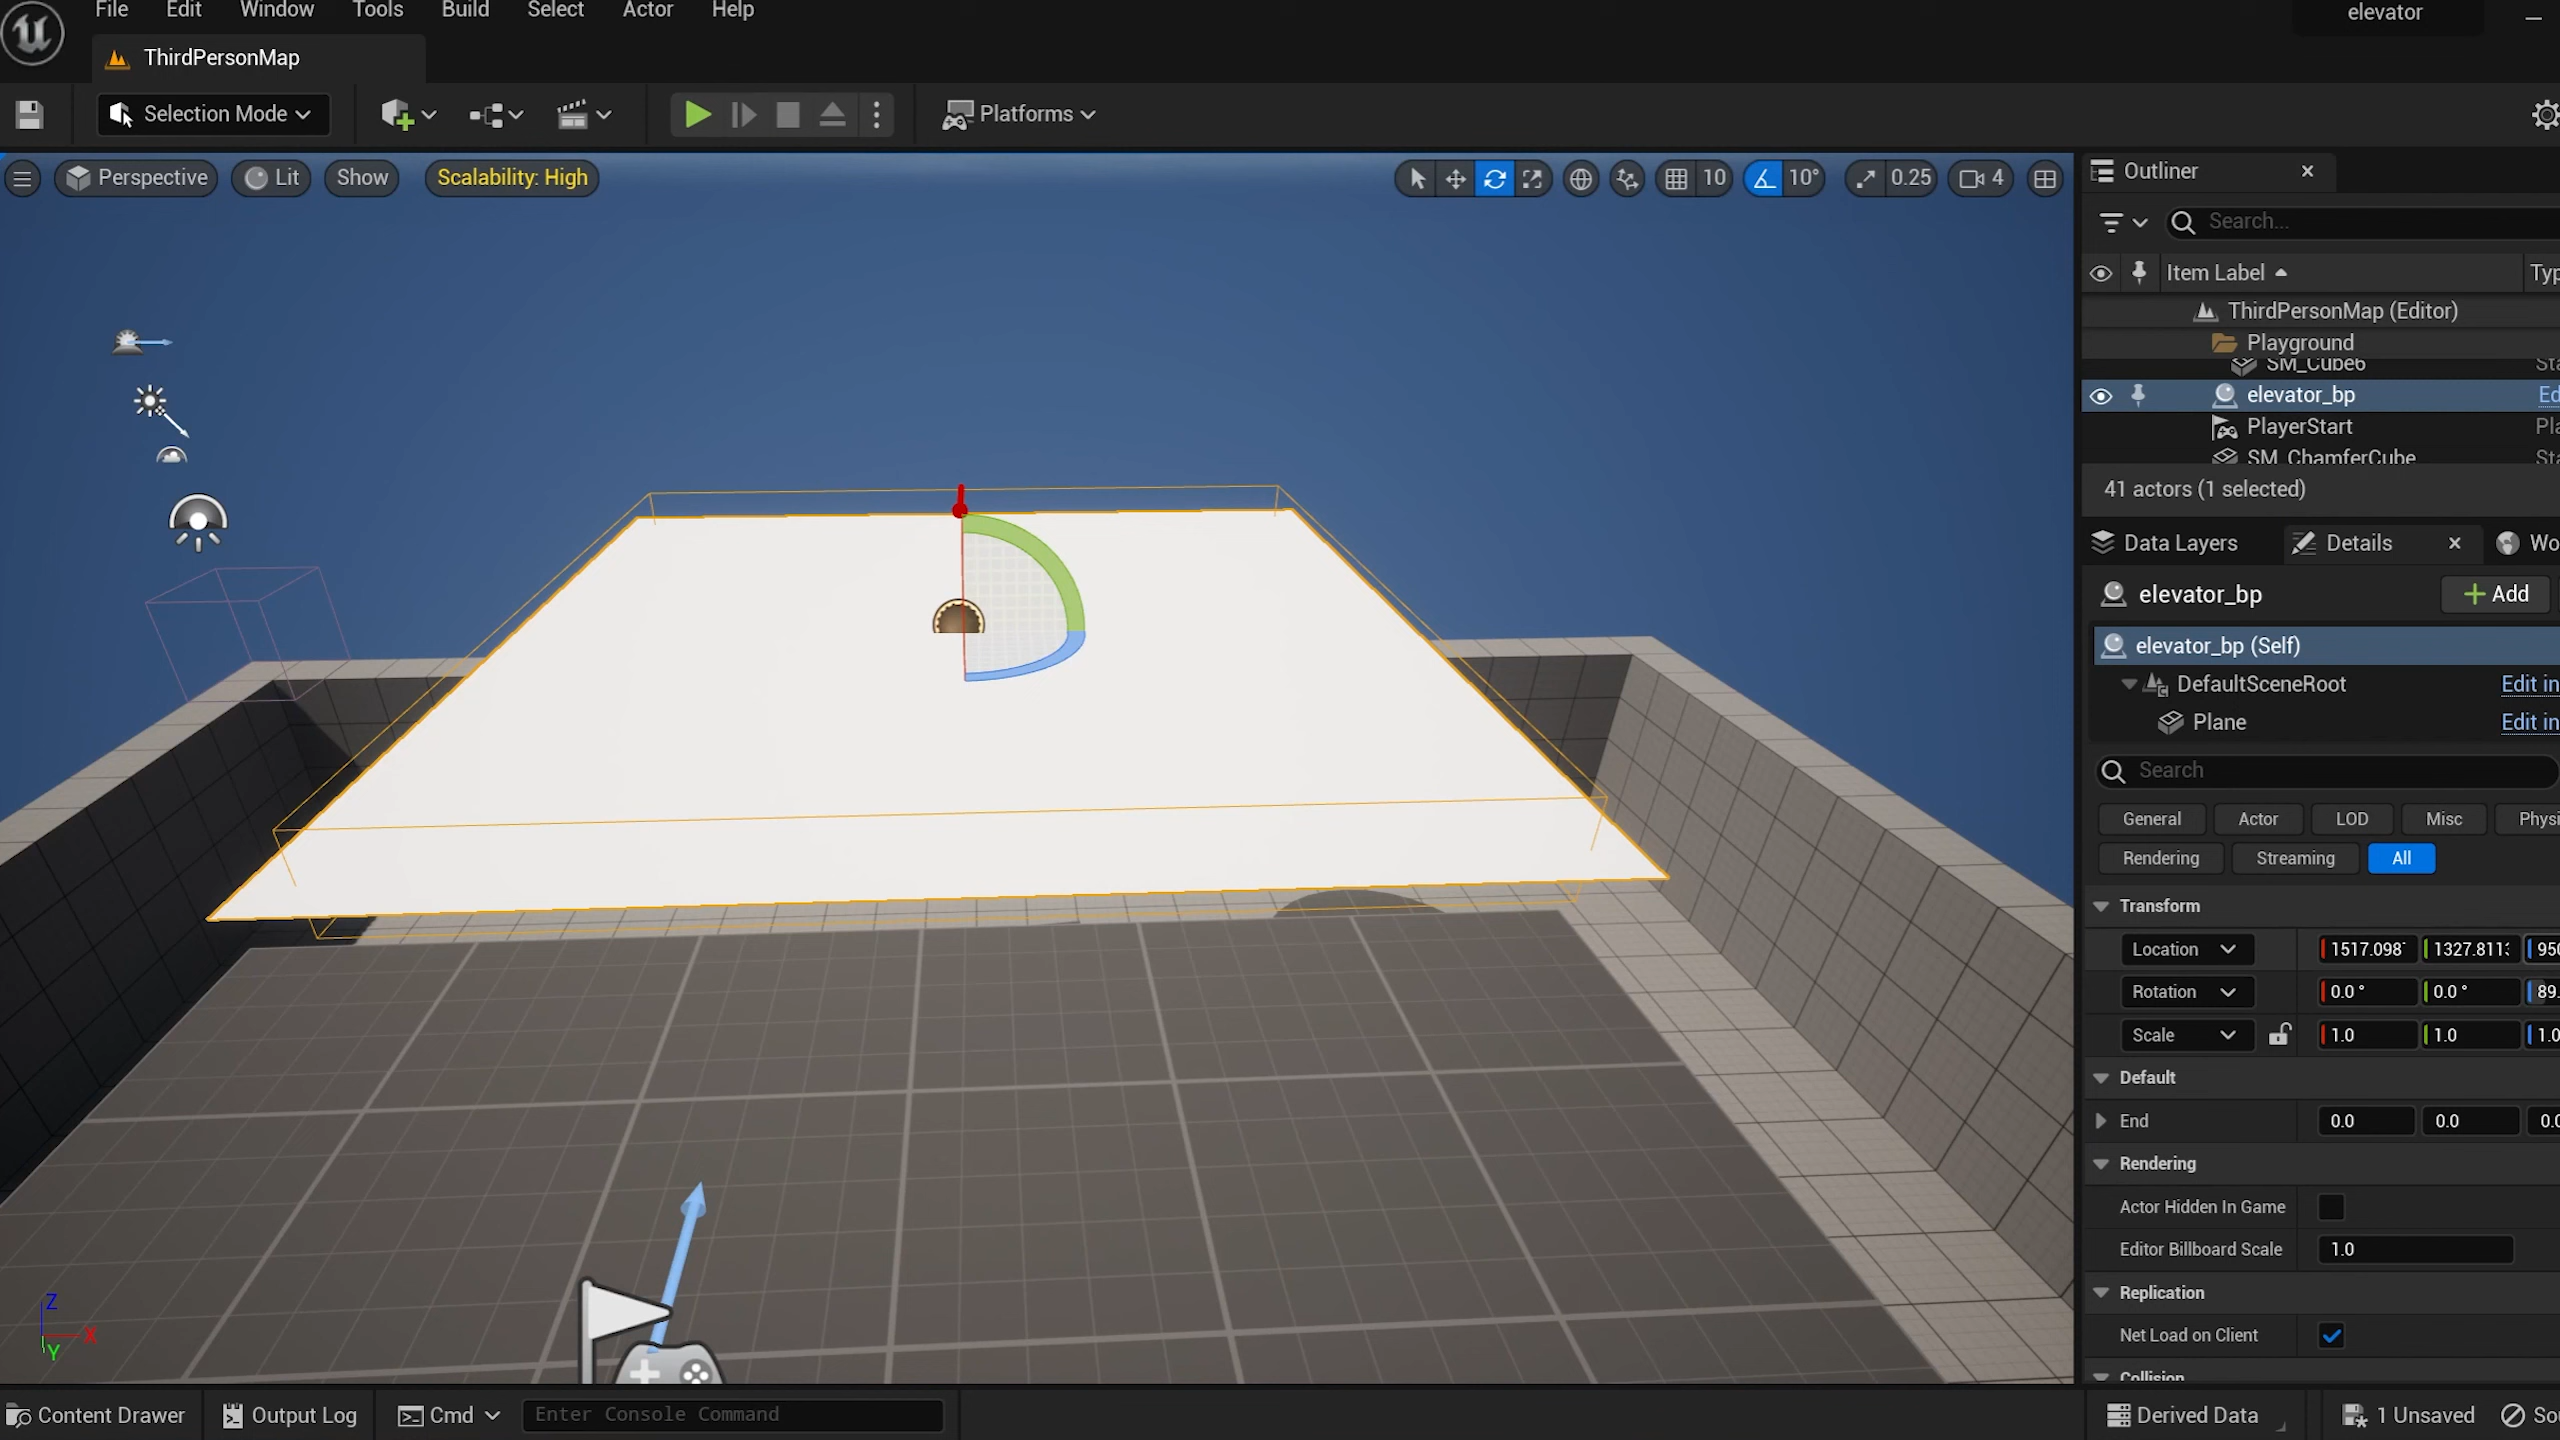 File Edit Window Tools Build Select Actor Help
elevator
ThirdPersonMap
Selection Mode
Platforms
Perspective Lit Show Scalability: High
10 10° 0.25 4
Outliner
Search...
Item Label Typ
ThirdPersonMap (Editor)
Playground
SM_Cube6 Sta
elevator_bp Ed
PlayerStart Pla
SM_ChamferCube Sta
41 actors (1 selected)
Data Layers Details Wo
elevator_bp Add
elevator_bp (Self)
DefaultSceneRoot Edit in
Plane Edit in
Search
General Actor LOD Misc Physi
Rendering Streaming All
Transform
Location 1517.098 1327.811 950
Rotation 0.0 ° 0.0 ° 89.
Scale 1.0 1.0 1.0
Default
End 0.0 0.0 0.0
Rendering
Actor Hidden In Game
Editor Billboard Scale 1.0
Replication
Net Load on Client
Collision
Z
X
Y
Content Drawer Output Log Cmd Enter Console Command Derived Data 1 Unsaved Sou